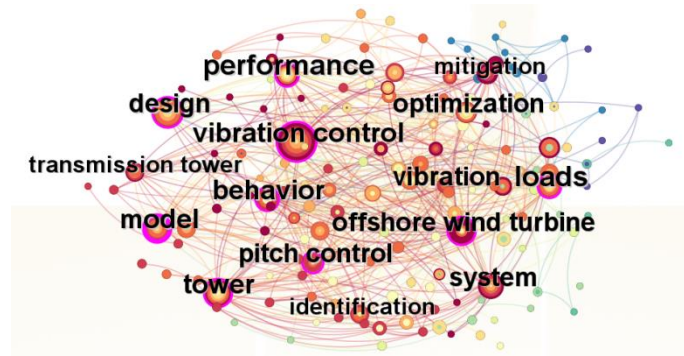 performance
mitigation
design
optimization
vibration control
transmission tower
vibration
loads
behavior
model
offshore wind turbine
pitch control
system
tower
identification